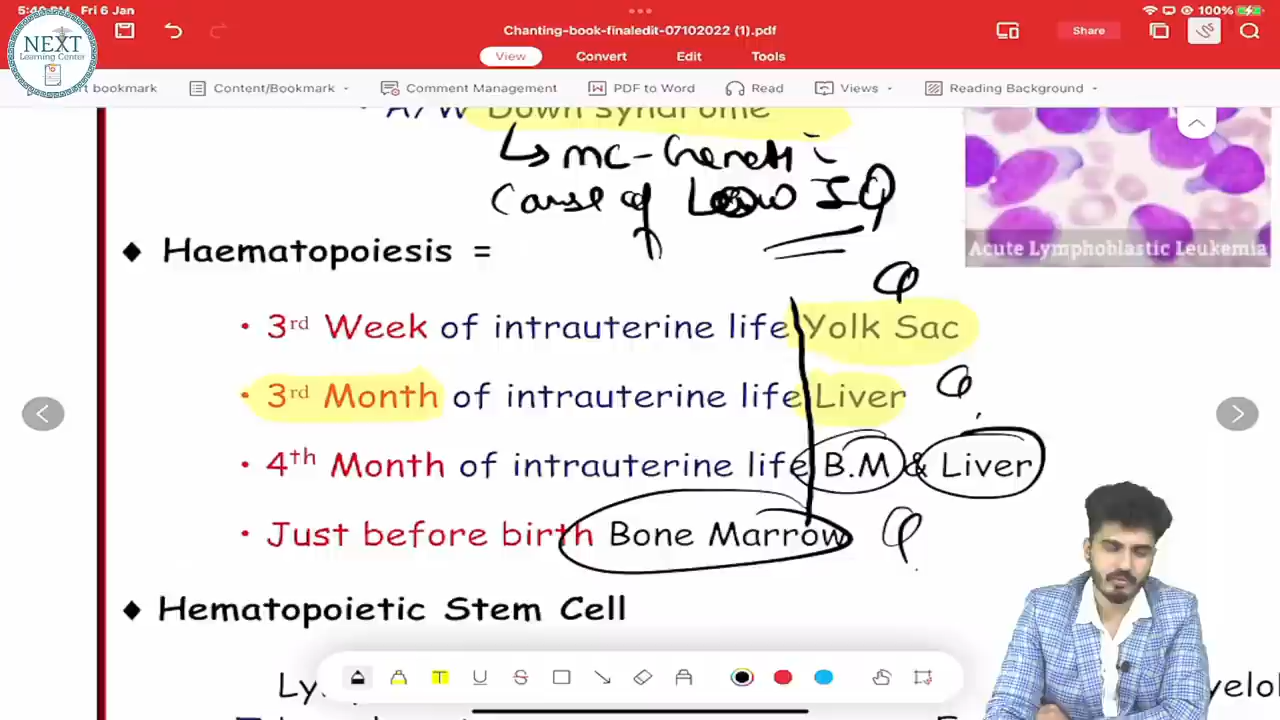 5:40 PM Fri 6 Jan
100%
NEXT
Learning Center
Chanting-book-finaledit-07102022 (1).pdf
Share
View Convert Edit Tools
bookmark Content/Bookmark Comment Management PDF to Word Read Views Reading Background
A/W Down syndrome
↳ mc - Geneti
Cause of Low IQ
◆ Haematopoiesis =
Acute Lymphoblastic Leukemia
• 3rd Week of intrauterine life Yolk Sac
• 3rd Month of intrauterine life Liver
• 4th Month of intrauterine life B.M & Liver
• Just before birth Bone Marrow
◆ Hematopoietic Stem Cell